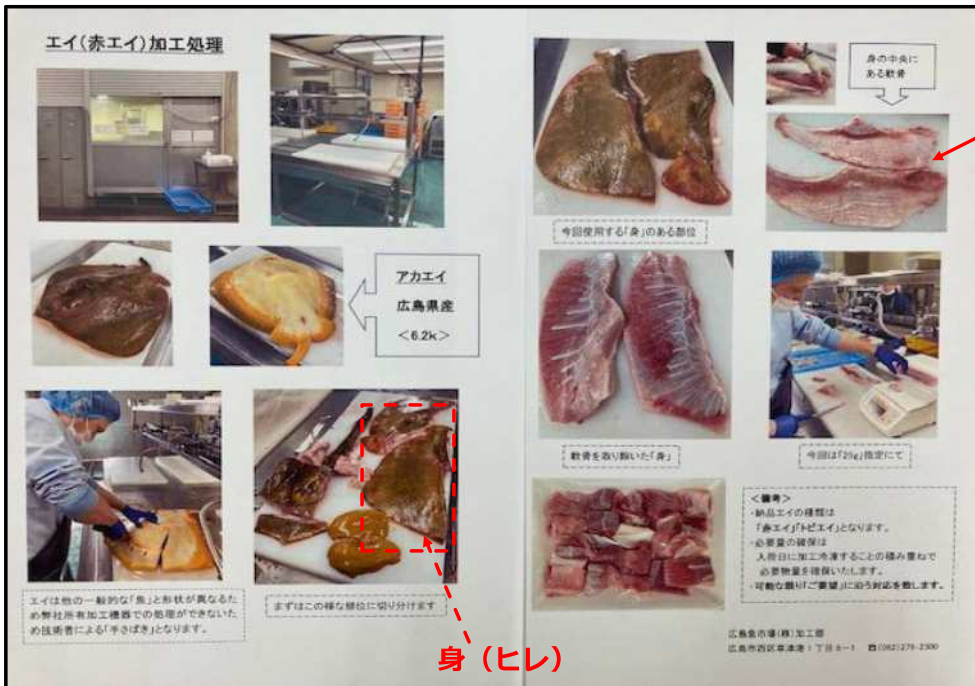 エイ(赤エイ)加工処理
アカエイ
広島県産
<6.2k>
エイは他の一般的な「魚」と形状が異なるた
め弊社所有加工機器での処理ができないた
め技術者による「手さばき」となります。
まずはこの様な部位に切り分けます
身（ヒレ）
身の中央に
ある軟骨
今回使用する「身」のある部位
軟骨を取り除いた「身」
今回は「25g」指定にて
<備考>
・納品エイの種類は
「赤エイ」「トビエイ」となります。
・必要量の確保は
入荷日に加工冷凍することの積み重ねで
必要物量を確保いたします。
・可能な限り「ご要望」に沿う対応を致します。
広島魚市場(株)加工部
広島市西区草津港1丁目8-1 ☎(082)279-2300